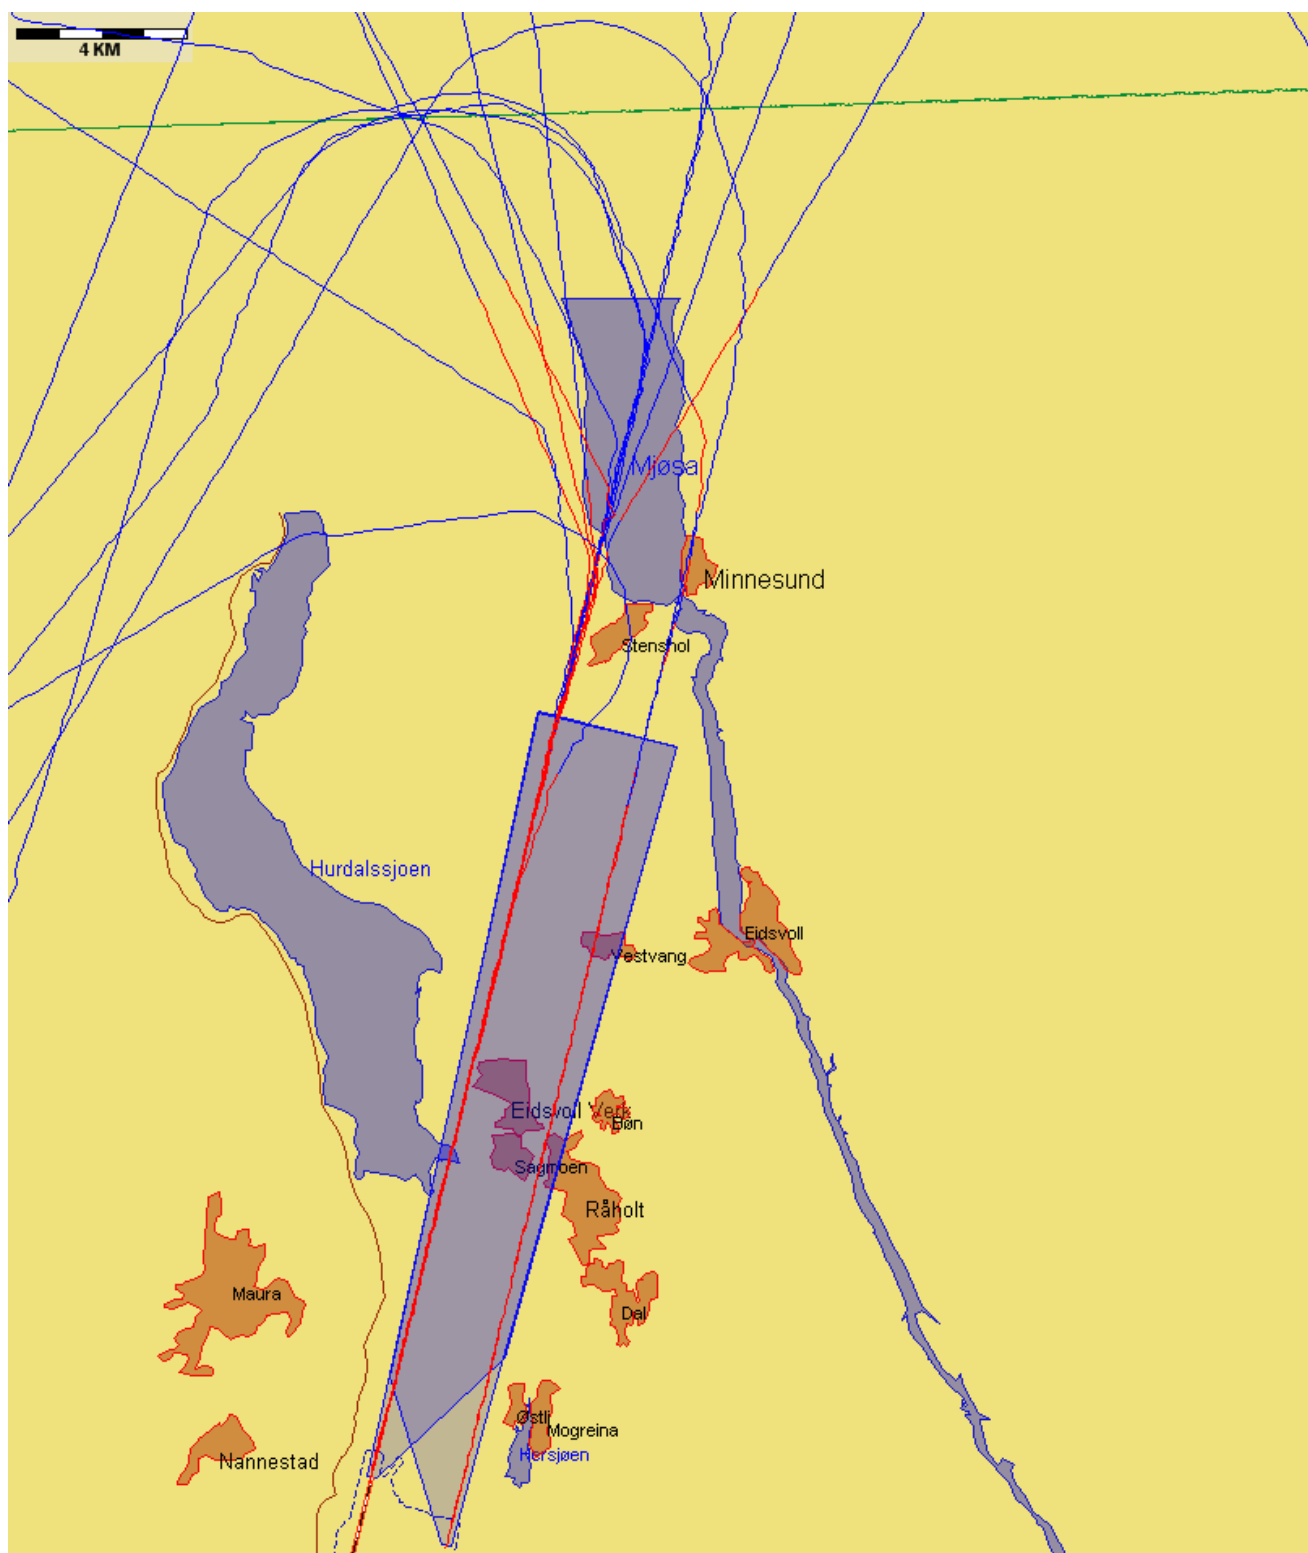 4 KM
Mjøsa
Minnesund
Stenshol
Hurdalssjoen
Eidsvoll
Vestvang
Eidsvoll Verk
Bøn
Sagmoen
Råholt
Maura
Dal
Østli
Mogreina
Hersjøen
Nannestad